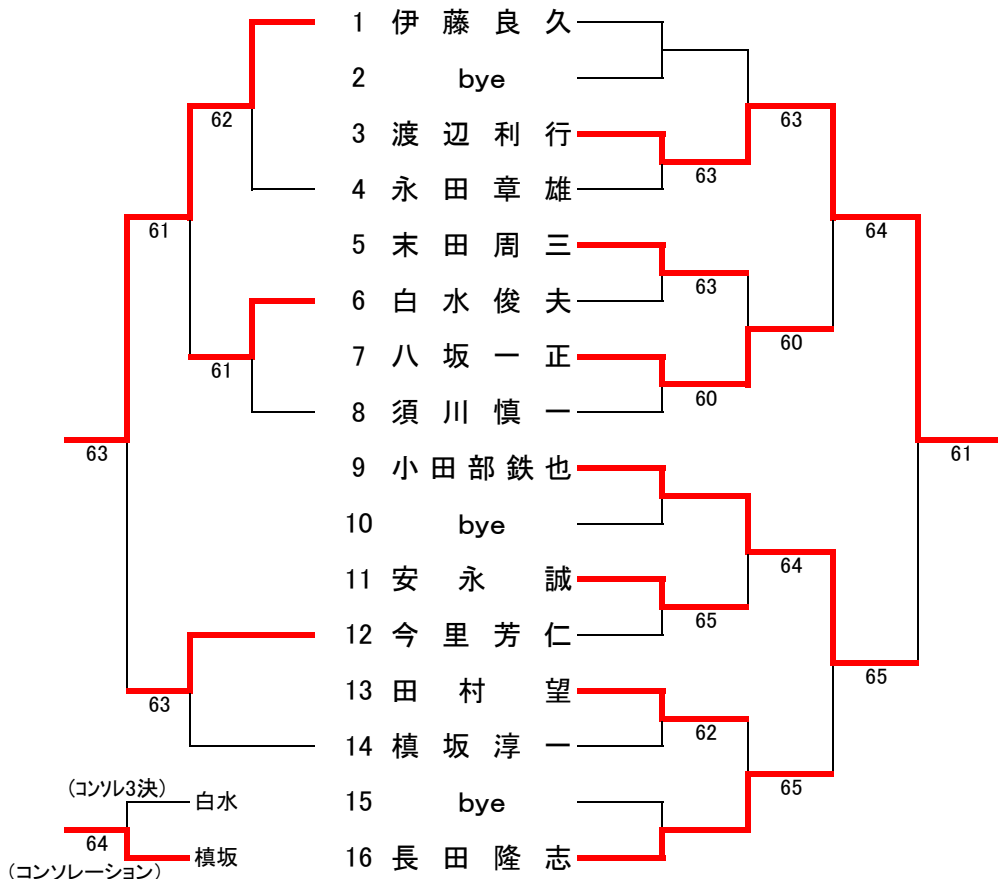 1 伊藤良久
2 bye
62 63
3 渡辺利行
63
4 永田章雄
61 64
5 末田周三
63
6 白水俊夫
60
7 八坂一正
61 60
8 須川慎一
63 61
9 小田部鉄也
10 bye
64
11 安永誠
65
12 今里芳仁
65
13 田村望
63 62
14 槙坂淳一
(コンソレ3決) 白水
15 bye
65
64 槙坂
16 長田隆志
(コンソレーション)